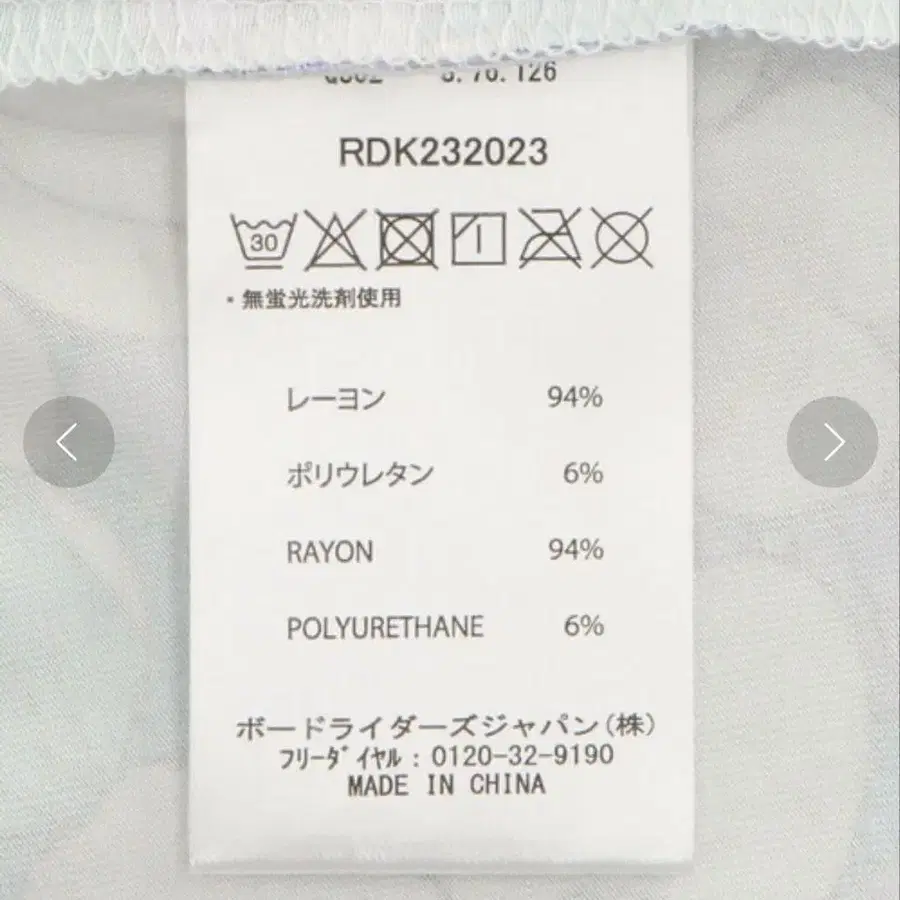 RDK232023
30
・無蛍光洗剤使用
レーヨン 94%
ポリウレタン 6%
RAYON 94%
POLYURETHANE 6%
ボードライダーズジャパン(株)
フリーダイヤル : 0120-32-9190
MADE IN CHINA